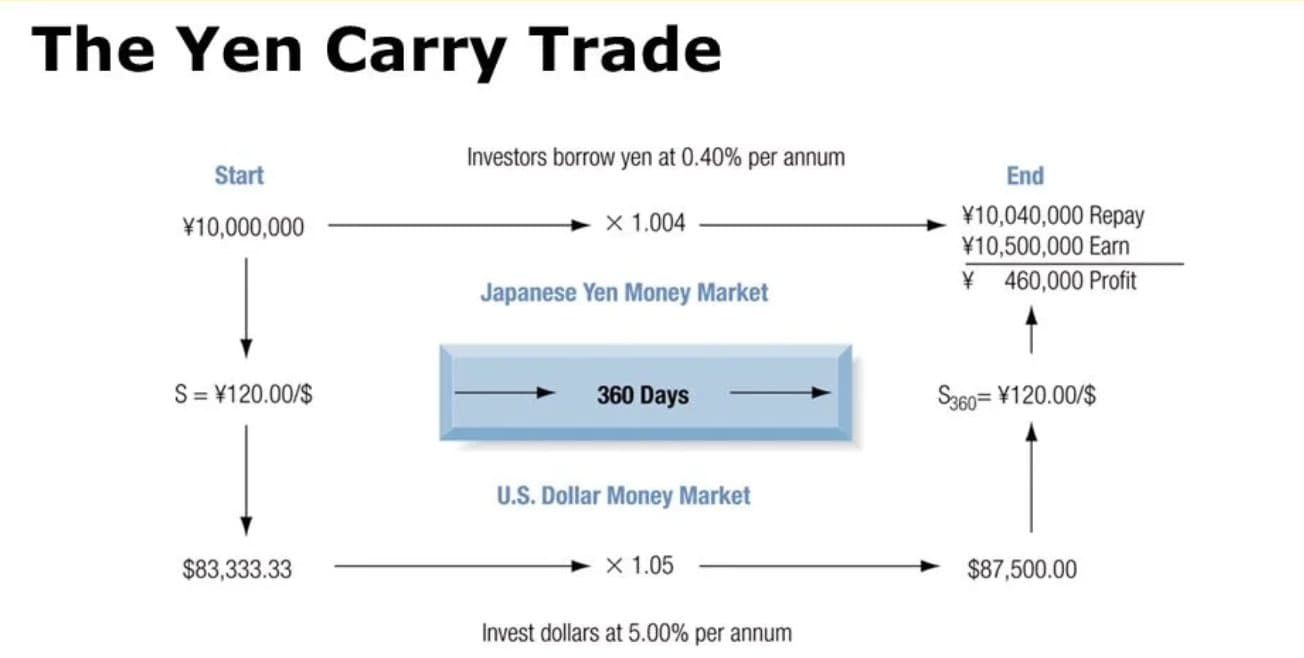 The Yen Carry Trade
Investors borrow yen at 0.40% per annum
Start
End
¥10,000,000
× 1.004
¥10,040,000 Repay
¥10,500,000 Earn
¥ 460,000 Profit
Japanese Yen Money Market
S = ¥120.00/$
360 Days
S360= ¥120.00/$
U.S. Dollar Money Market
$83,333.33
× 1.05
$87,500.00
Invest dollars at 5.00% per annum